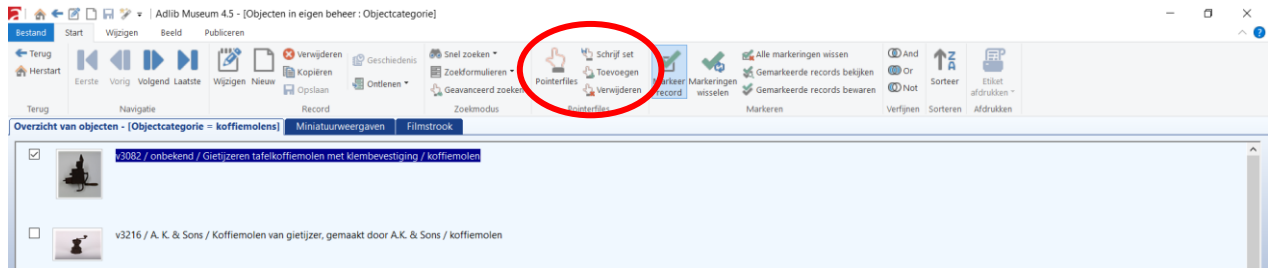 Adlib Museum 4.5 - [Objecten in eigen beheer : Objectcategorie]
Bestand Start Wijzigen Beeld Publiceren
Terug
Herstart
Eerste Vorig Volgend Laatste
Wijzigen Nieuw
Verwijderen
Kopiëren
Opslaan
Geschiedenis
Ontlenen
Snel zoeken
Zoekformulieren
Geavanceerd zoeken
Pointerfiles
Schrijf set
Toevoegen
Verwijderen
Markeer
record
Markeringen
wisselen
Alle markeringen wissen
Gemarkeerde records bekijken
Gemarkeerde records bewaren
And
Or
Not
Sorteer
Etiket
afdrukken
Terug Navigatie Record Zoekmodus Pointerfiles Markeren Verfijnen Sorteren Afdrukken
Overzicht van objecten - [Objectcategorie = koffiemolens] Miniatuurweergaven Filmstrook
v3082 / onbekend / Gietijzeren tafelkoffiemolen met klembevestiging / koffiemolen
v3216 / A. K. & Sons / Koffiemolen van gietijzer, gemaakt door A.K. & Sons / koffiemolen